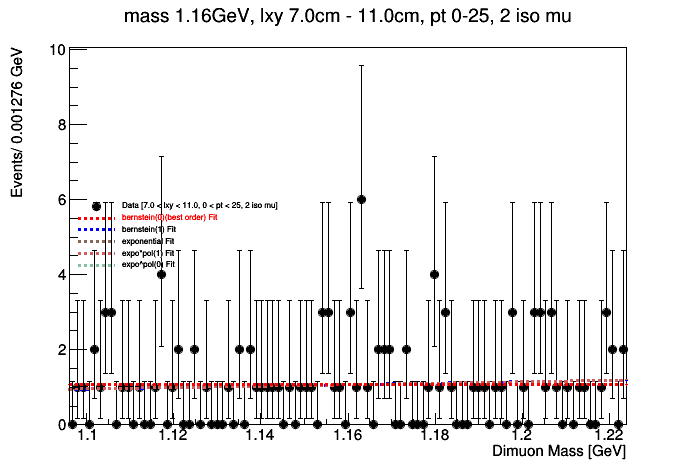 mass 1.16GeV, lxy 7.0cm - 11.0cm, pt 0-25, 2 iso mu
Events/ 0.001276 GeV
10
8
6
4
2
0
Data [7.0 < lxy < 11.0, 0 < pt < 25, 2 iso mu]
bernstein(0)(best order) Fit
bernstein(1) Fit
exponential Fit
expo*pol(1) Fit
expo^pol(0) Fit
1.1 1.12 1.14 1.16 1.18 1.2 1.22
Dimuon Mass [GeV]